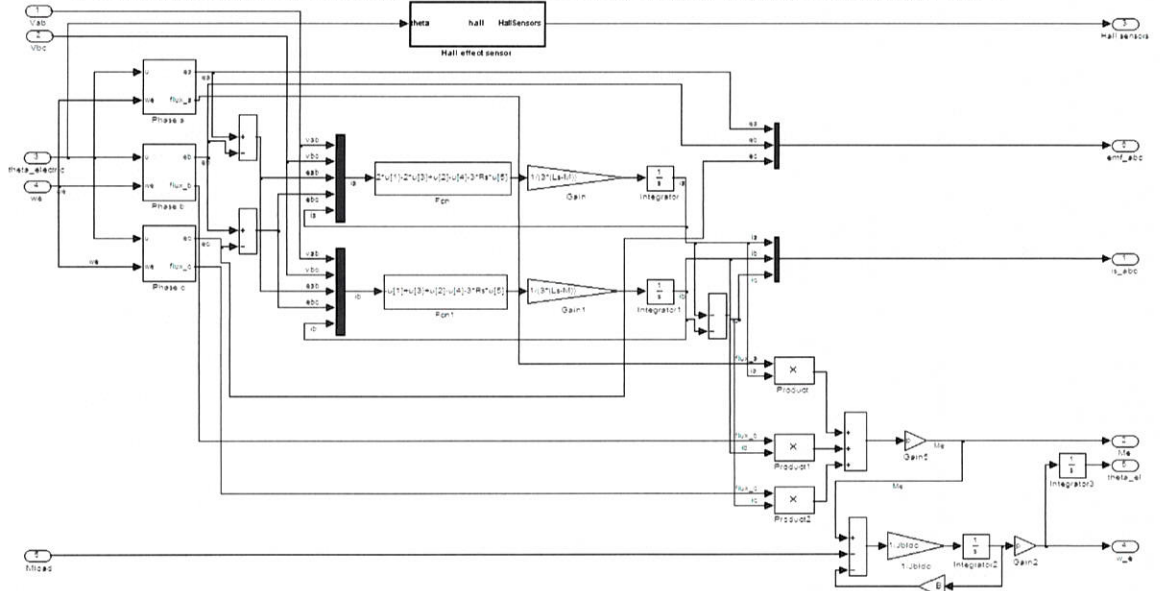 1
Vab
2
Vbc
theta
hall
HallSensors
Hall effect sensor
3
Hall sensors
u
ea
we
flux_a
Phase a
ea
3
theta_electric
4
we
u
eb
we
flux_b
Phase b
u
ec
we
flux_c
Phase c
ec
we
+
−
+
−
vab
vbc
eab
ebc
ia
ia
2*u[1]-2*u[3]+u[2]-u[4]-3*Rs*u[5]
Fcn
1/(3*(Ls-M))
Gain
1
s
Integrator
ia
ea
eb
ec
emf_abc
vab
vbc
eab
ebc
ib
ib
-u[1]+u[3]+u[2]-u[4]-3*Rs*u[5]
Fcn1
1/(3*(Ls-M))
Gain1
1
s
Integrator1
ib
−
−
ia
ib
ic
1
is_abc
flux_a
ia
×
Product
flux_b
ib
×
Product1
flux_c
ic
×
Product2
+
+
+
p
Gain5
Me
2
Me
Me
1
s
Integrator3
theta_el
5
Mload
+
−
−
1/Jbldc
1/Jbldc
1
s
Integrator2
p
Gain2
B
4
w_e